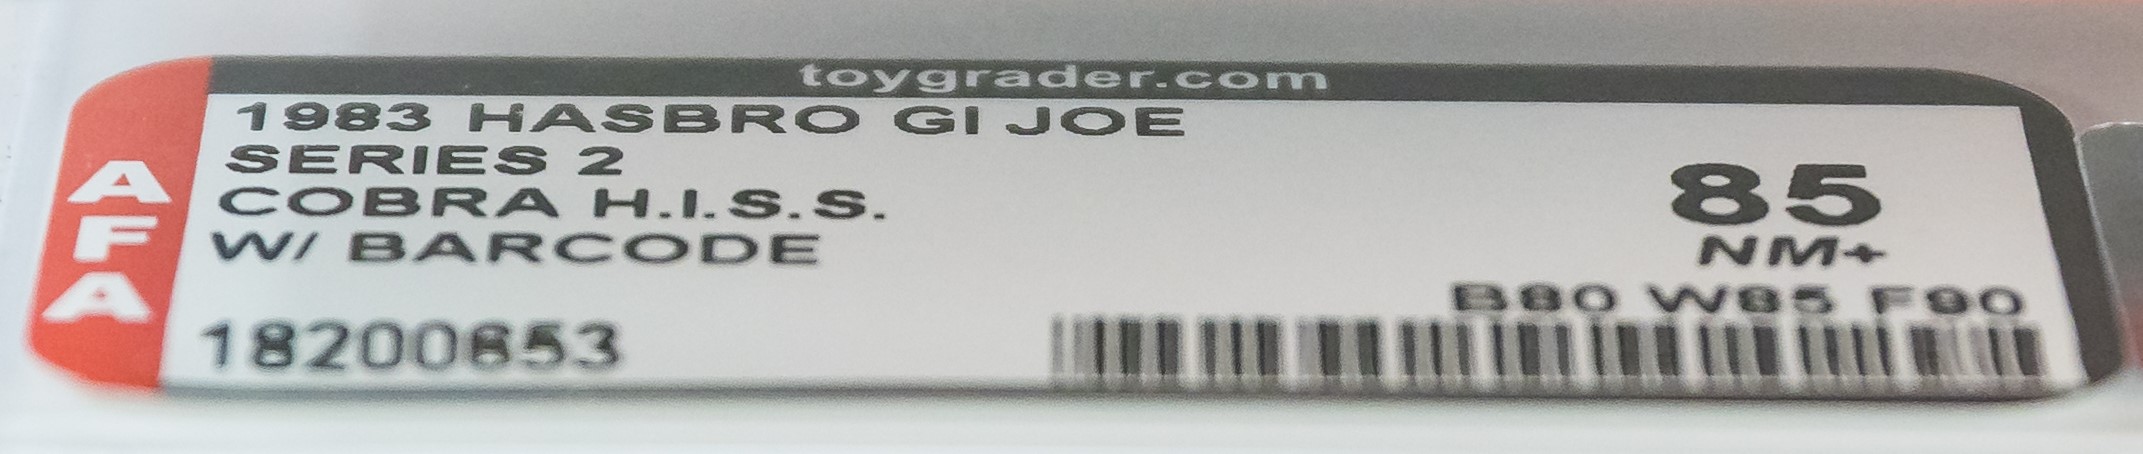 toygrader.com
AFA
1983 HASBRO GI JOE
SERIES 2
COBRA H.I.S.S.
W/ BARCODE
85
NM+
B80 W85 F90
18200653